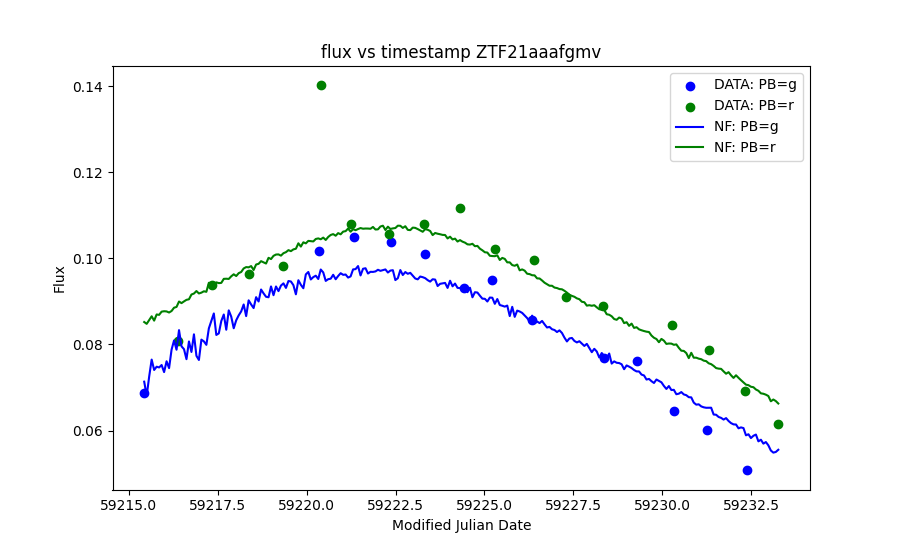 flux vs timestamp ZTF21aaafgmv
DATA: PB=g
DATA: PB=r
NF: PB=g
NF: PB=r
0.14
0.12
0.10
0.08
0.06
Flux
59215.0 59217.5 59220.0 59222.5 59225.0 59227.5 59230.0 59232.5
Modified Julian Date